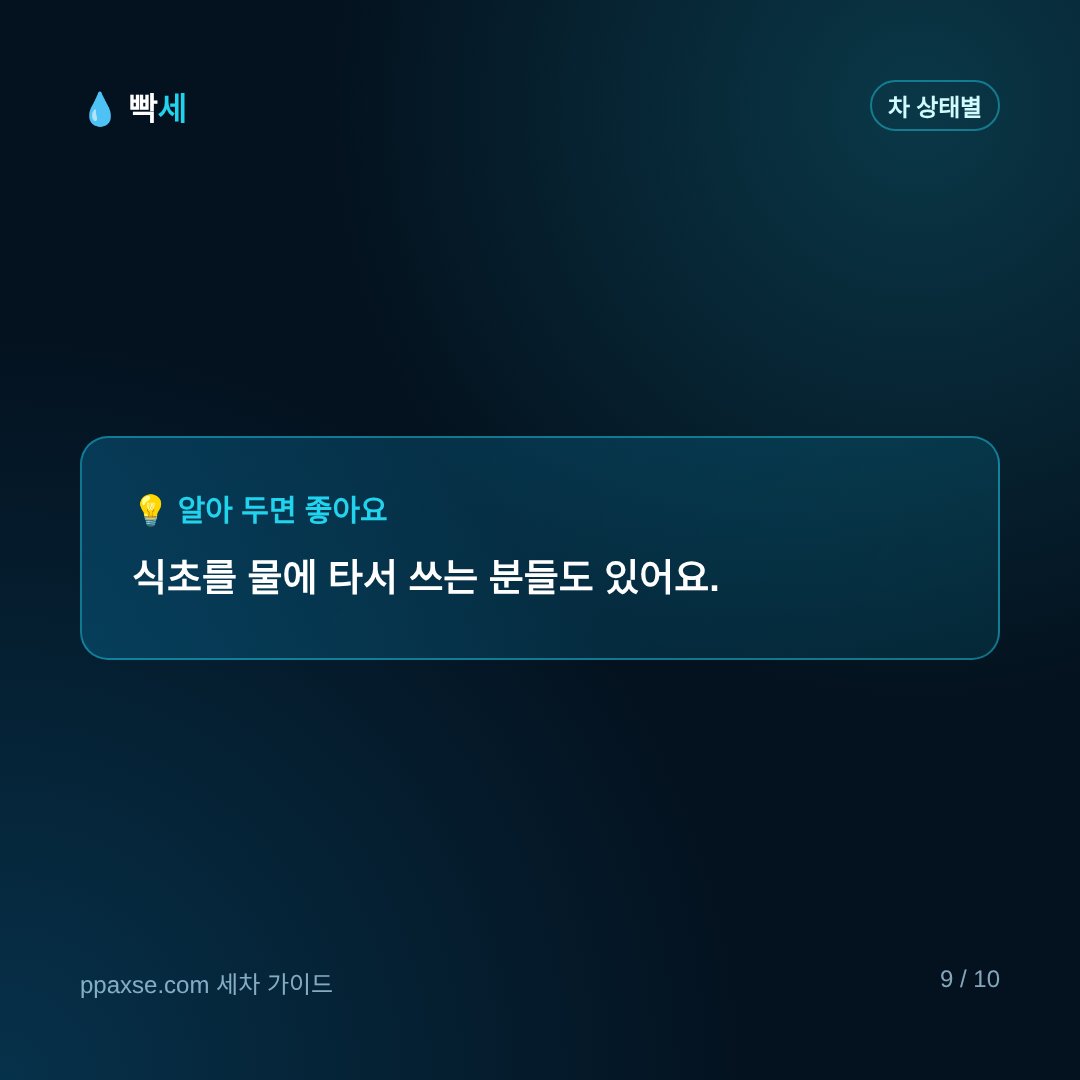 💧 빡세
차 상태별
💡 알아 두면 좋아요
식초를 물에 타서 쓰는 분들도 있어요.
ppaxse.com 세차 가이드
9 / 10